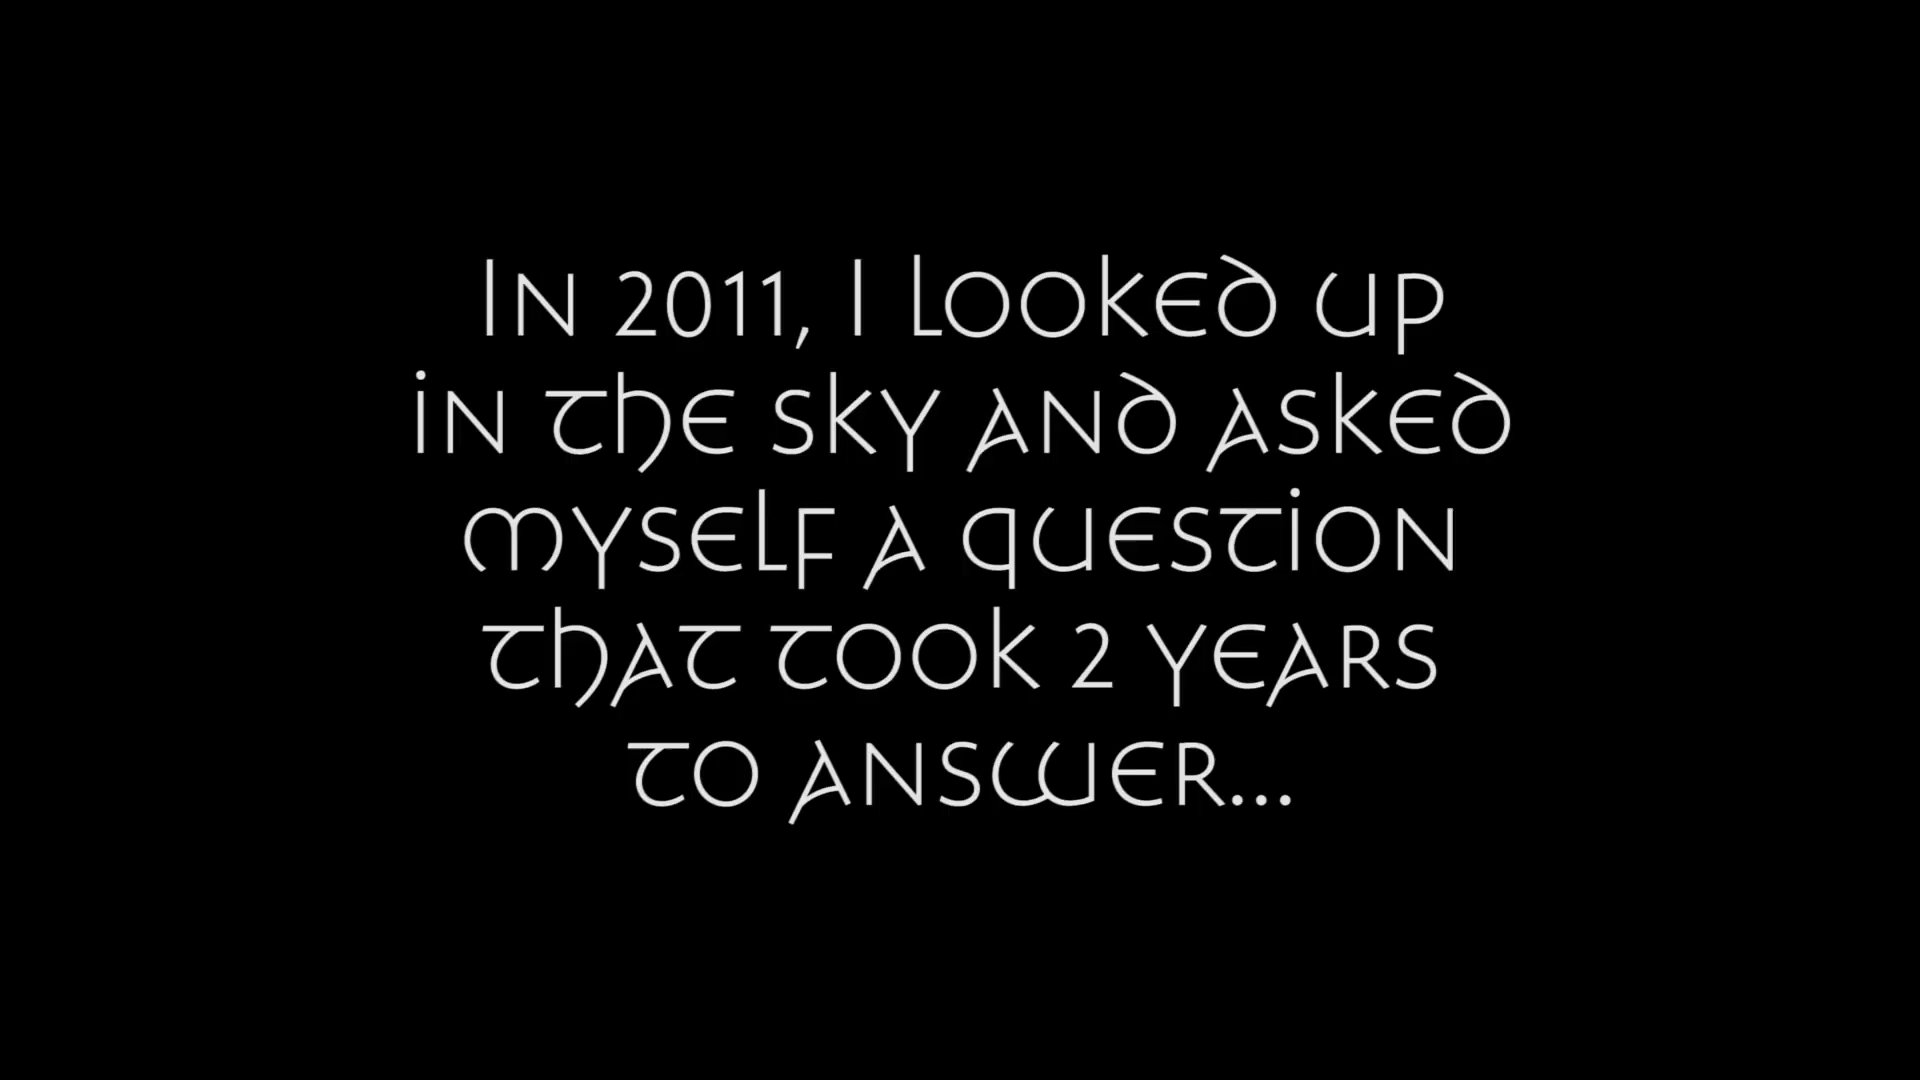 In 2011, I looked up
in the sky and asked
myself a question
that took 2 years
to answer...